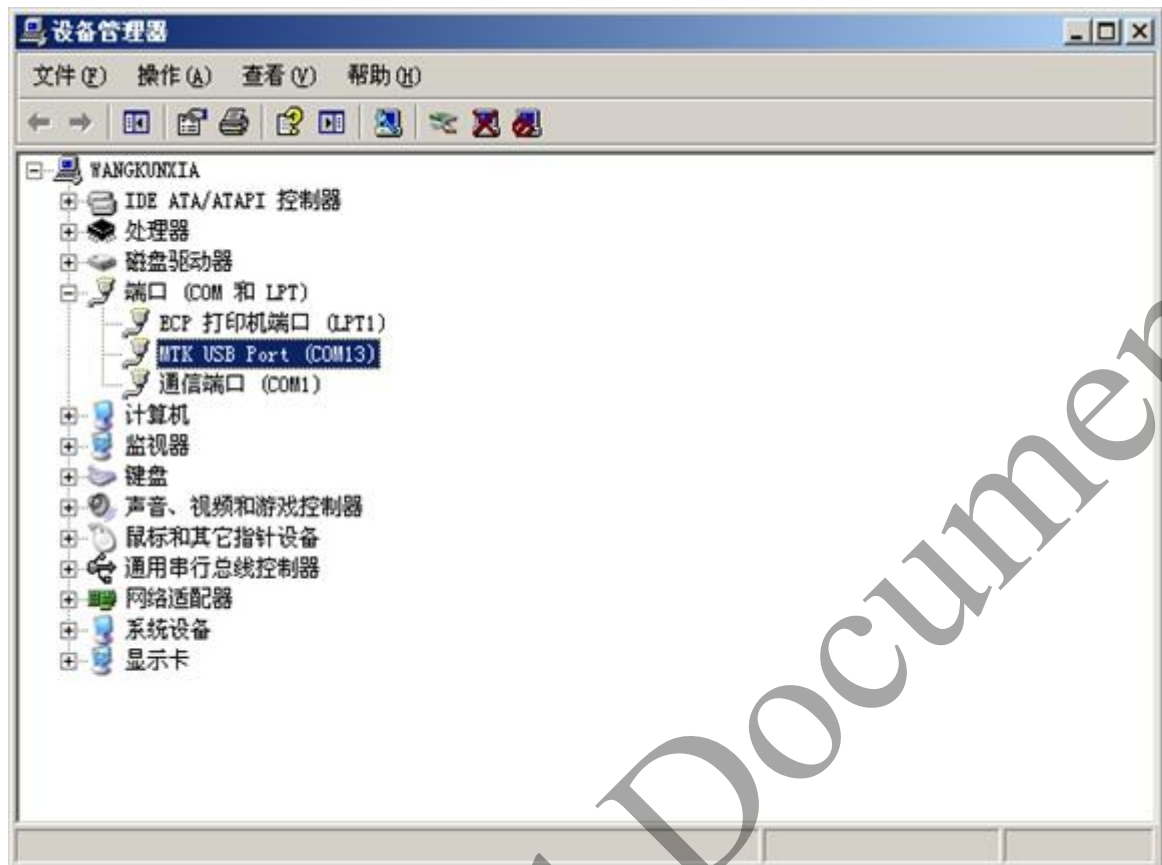 设备管理器
文件(F) 操作(A) 查看(V) 帮助(H)
WANGKUNXIA
IDE ATA/ATAPI 控制器
处理器
磁盘驱动器
端口 (COM 和 LPT)
ECP 打印机端口 (LPT1)
MTK USB Port (COM13)
通信端口 (COM1)
计算机
监视器
键盘
声音、视频和游戏控制器
鼠标和其它指针设备
通用串行总线控制器
网络适配器
系统设备
显示卡
Documen